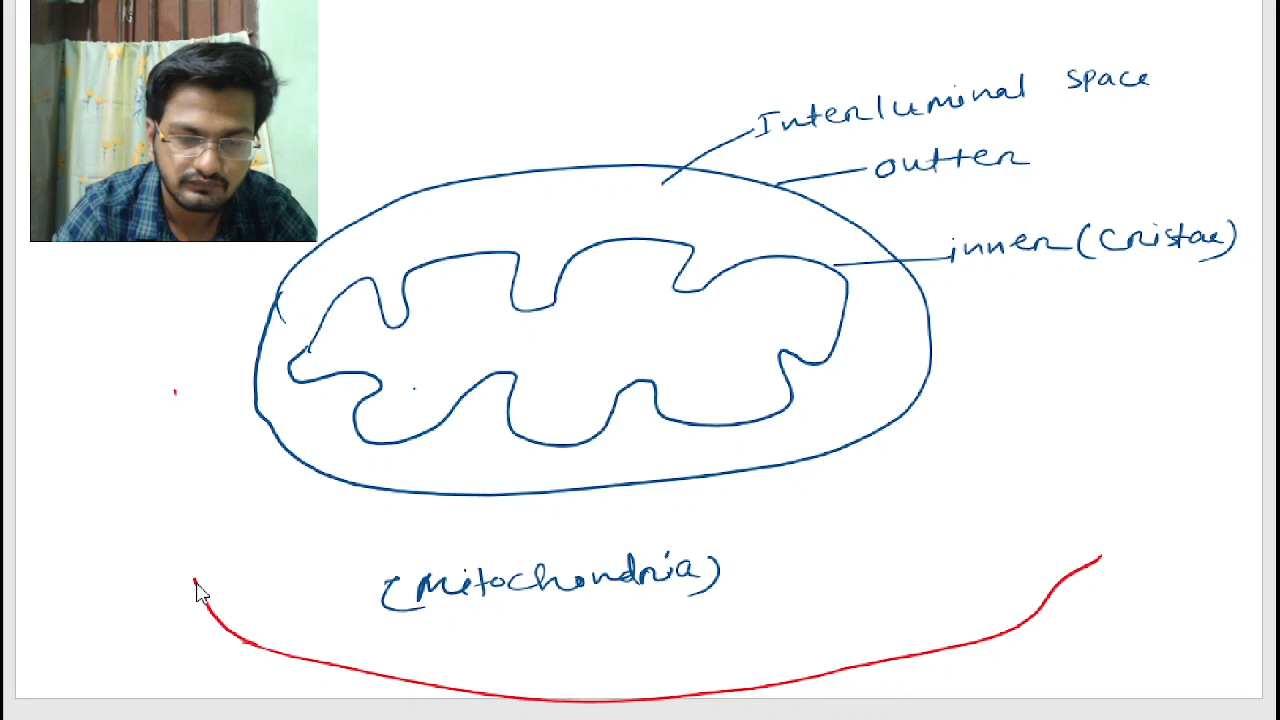 Interluminal space
outter
inner (cristae)
(Mitochondria)